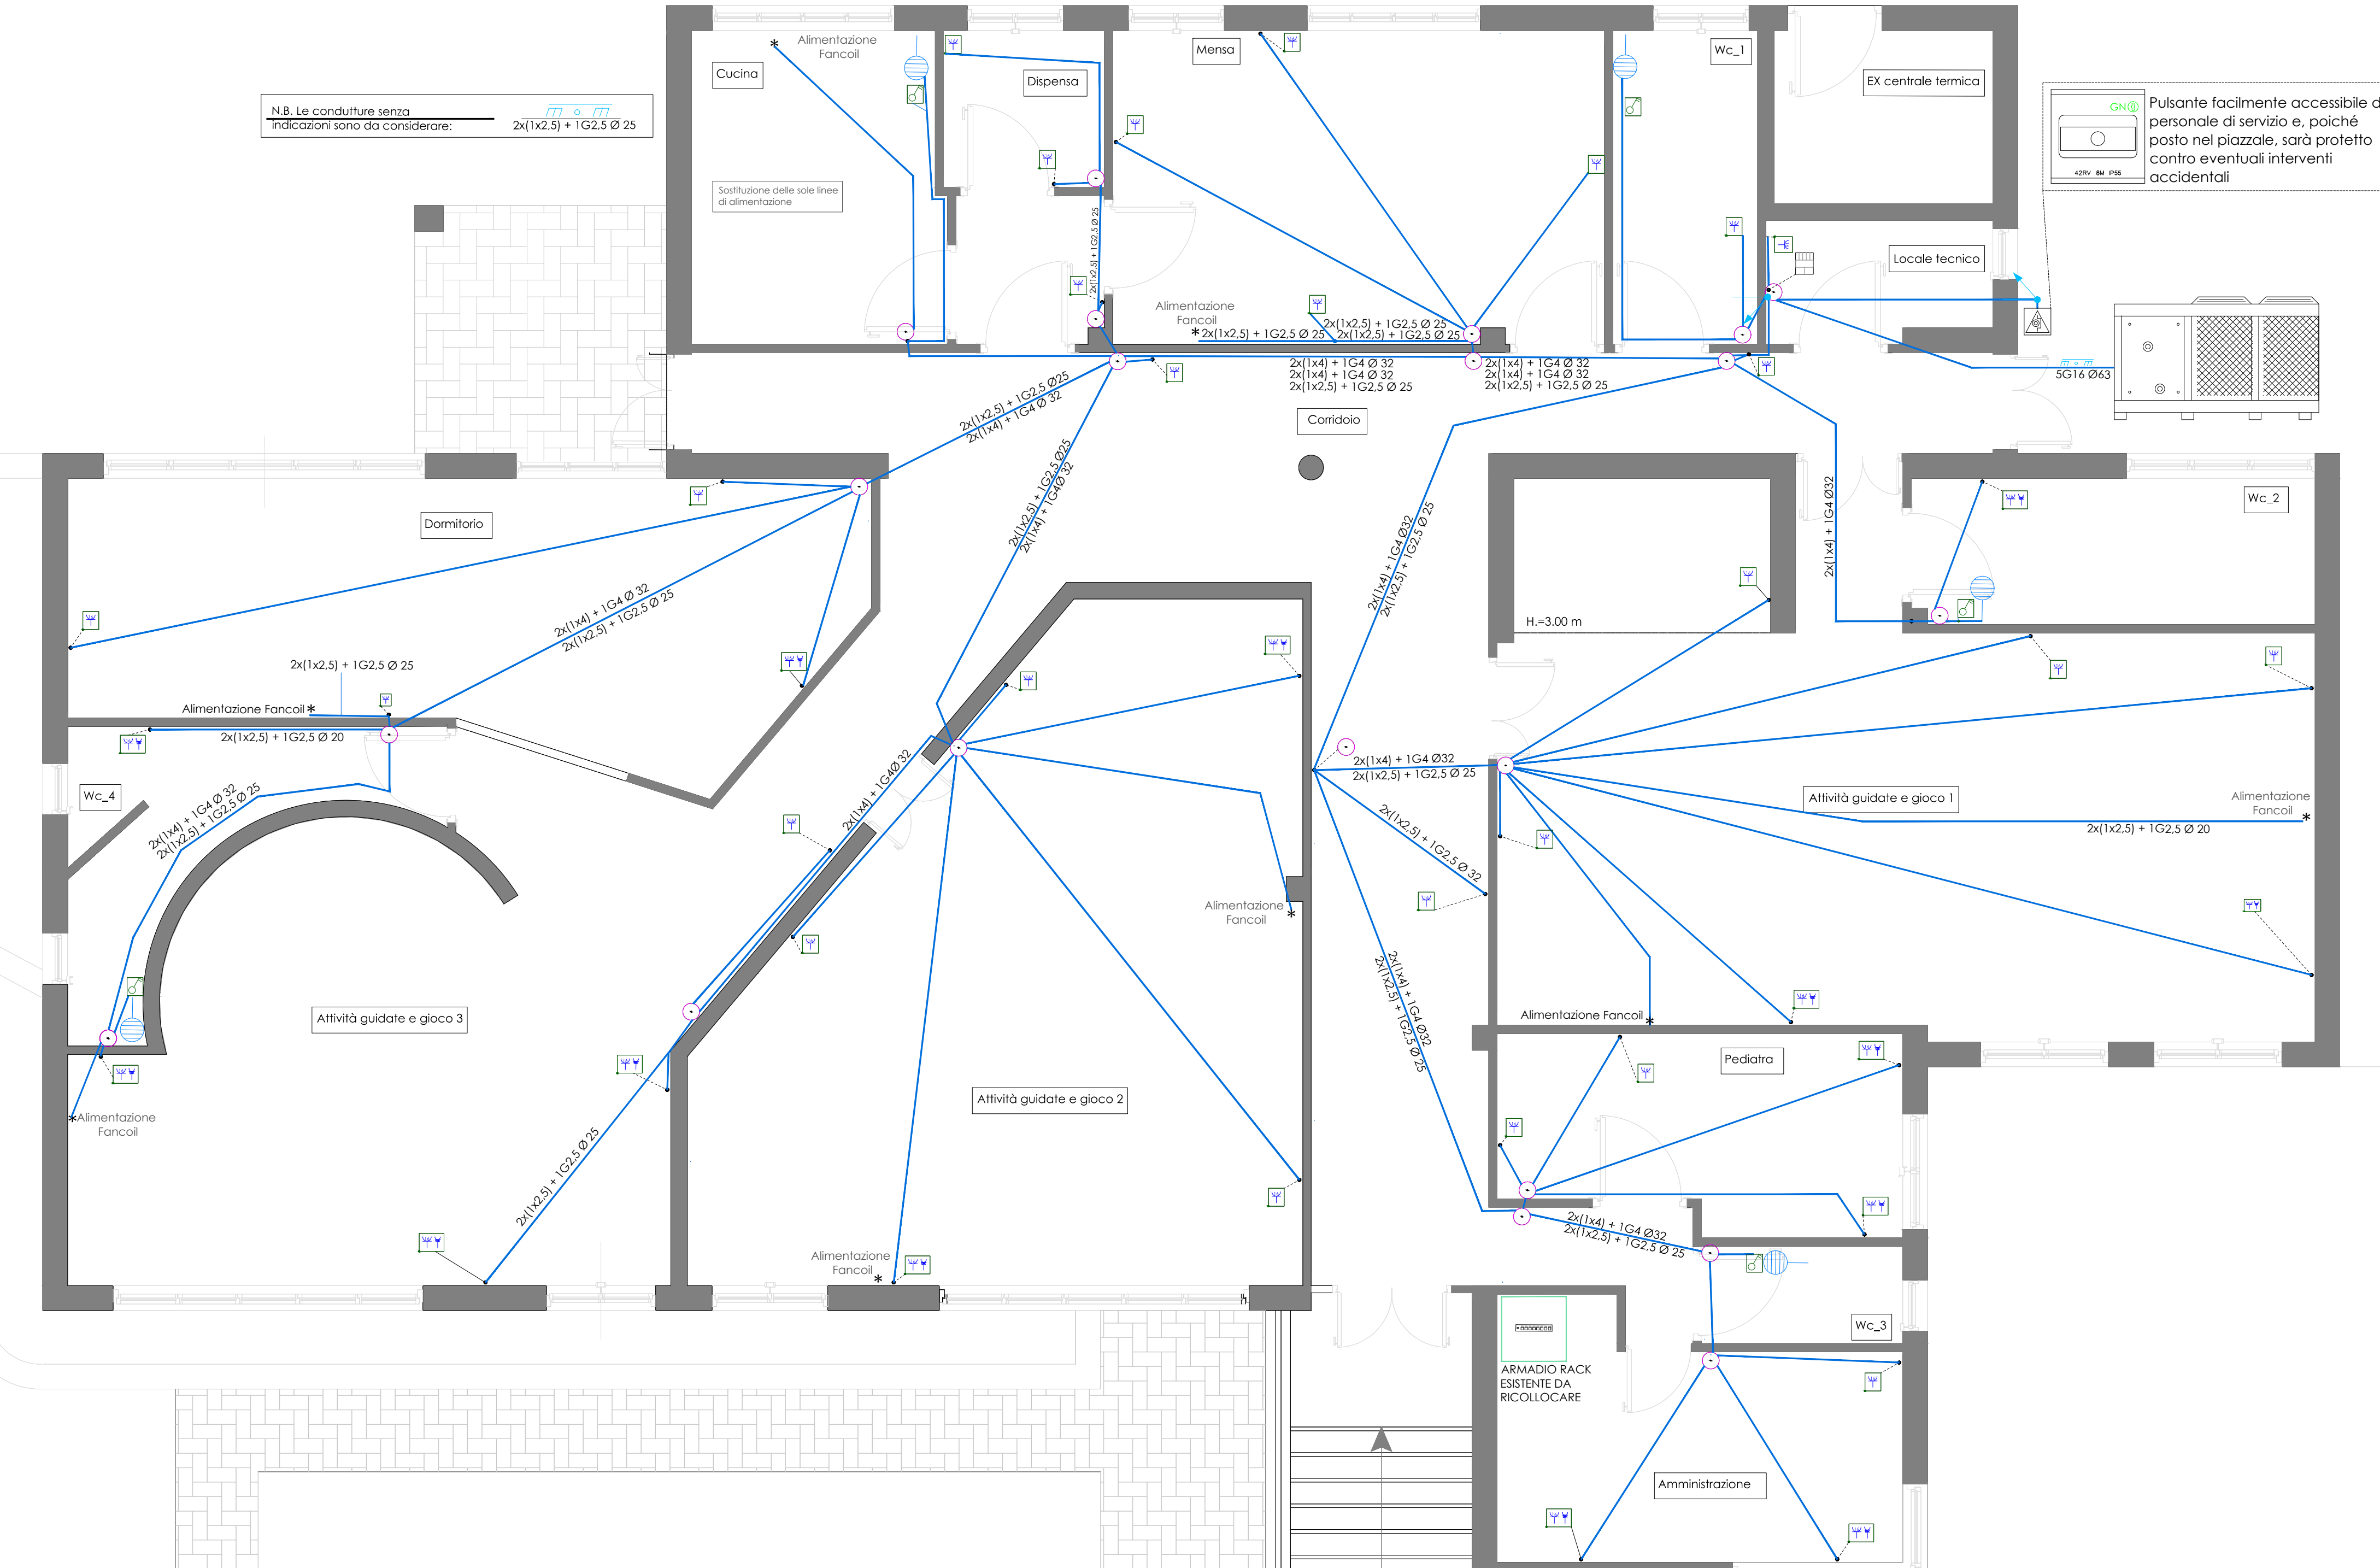 Alimentazione
Fancoil
Cucina
Dispensa
Mensa
Wc_1
EX centrale termica
GN
Pulsante facilmente accessibile d
personale di servizio e, poiché
posto nel piazzale, sarà protetto
contro eventuali interventi
accidentali
42RV 8M IP55
N.B. Le condutture senza
indicazioni sono da considerare:
2x(1x2,5) + 1G2,5 Ø 25
Sostituzione delle sole linee
di alimentazione
2x(1x2,5) + 1G2,5 Ø 25
Locale tecnico
Alimentazione
Fancoil
*2x(1x2,5) + 1G2,5 Ø 25
2x(1x2,5) + 1G2,5 Ø 25
2x(1x2,5) + 1G2,5 Ø 25
2x(1x4) + 1G4 Ø 32
2x(1x4) + 1G4 Ø 32
2x(1x2,5) + 1G2,5 Ø 25
2x(1x4) + 1G4 Ø 32
2x(1x4) + 1G4 Ø 32
2x(1x2,5) + 1G2,5 Ø 25
5G16 Ø63
2x(1x2,5) + 1G2,5 Ø25
2x(1x4) + 1G4 Ø 32
Corridoio
2x(1x2,5) + 1G2,5 Ø25
2x(1x4) + 1G4Ø 32
2x(1x4) + 1G4 Ø32
2x(1x2,5) + 1G2,5 Ø 25
2x(1x4) + 1G4 Ø32
Wc_2
Dormitorio
2x(1x4) + 1G4 Ø 32
2x(1x2,5) + 1G2,5 Ø 25
H.=3.00 m
2x(1x2,5) + 1G2,5 Ø 25
Alimentazione Fancoil *
2x(1x2,5) + 1G2,5 Ø 20
Wc_4
2x(1x4) + 1G4 Ø 32
2x(1x2,5) + 1G2,5 Ø 25
2x(1x4) + 1G4Ø 32
2x(1x4) + 1G4 Ø32
2x(1x2,5) + 1G2,5 Ø 25
2x(1x2,5) + 1G2,5 Ø 32
Attività guidate e gioco 1
Alimentazione
Fancoil *
2x(1x2,5) + 1G2,5 Ø 20
Alimentazione
Fancoil *
2x(1x4) + 1G4 Ø32
2x(1x2,5) + 1G2,5 Ø 25
Attività guidate e gioco 3
Alimentazione Fancoil *
Pediatra
Attività guidate e gioco 2
*Alimentazione
Fancoil
2x(1x2,5) + 1G2,5 Ø 25
2x(1x4) + 1G4 Ø32
2x(1x2,5) + 1G2,5 Ø 25
Alimentazione
Fancoil *
Wc_3
ARMADIO RACK
ESISTENTE DA
RICOLLOCARE
Amministrazione